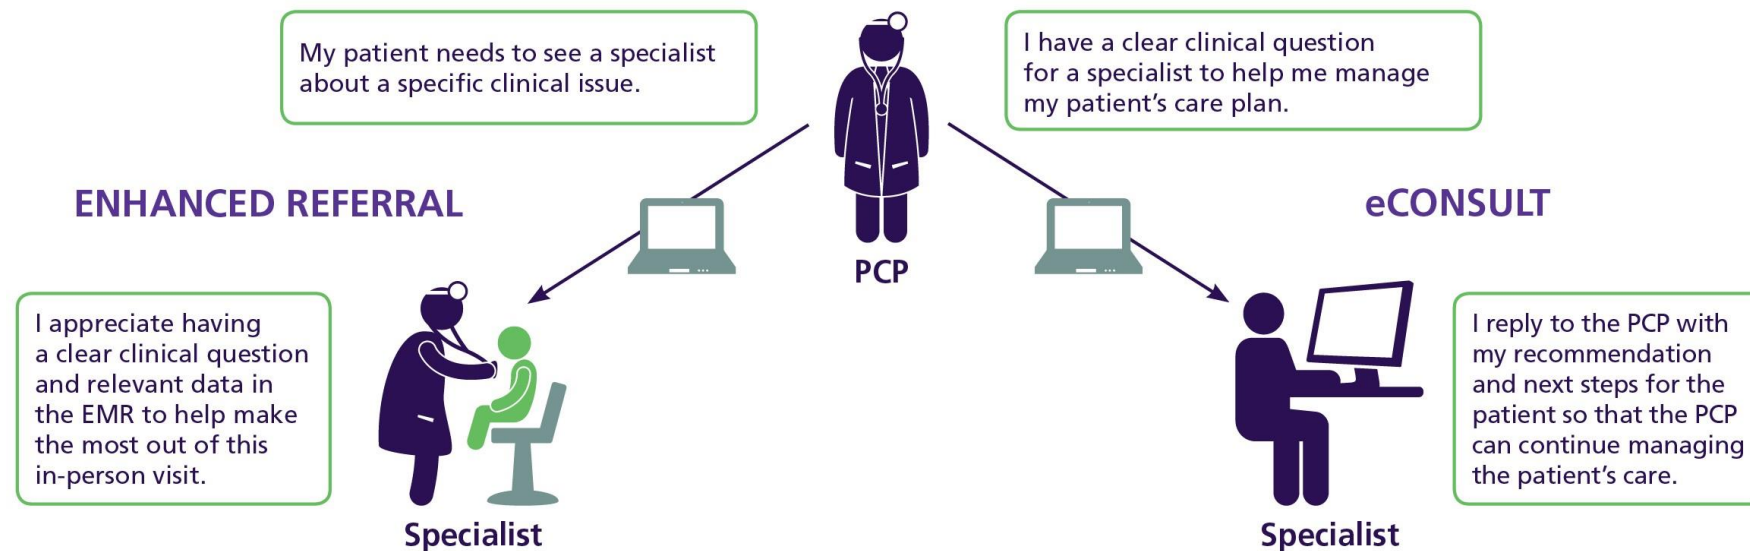 My patient needs to see a specialist
about a specific clinical issue.
I have a clear clinical question
for a specialist to help me manage
my patient’s care plan.
ENHANCED REFERRAL
PCP
eCONSULT
I appreciate having
a clear clinical question
and relevant data in
the EMR to help make
the most out of this
in-person visit.
Specialist
I reply to the PCP with
my recommendation
and next steps for the
patient so that the PCP
can continue managing
the patient’s care.
Specialist